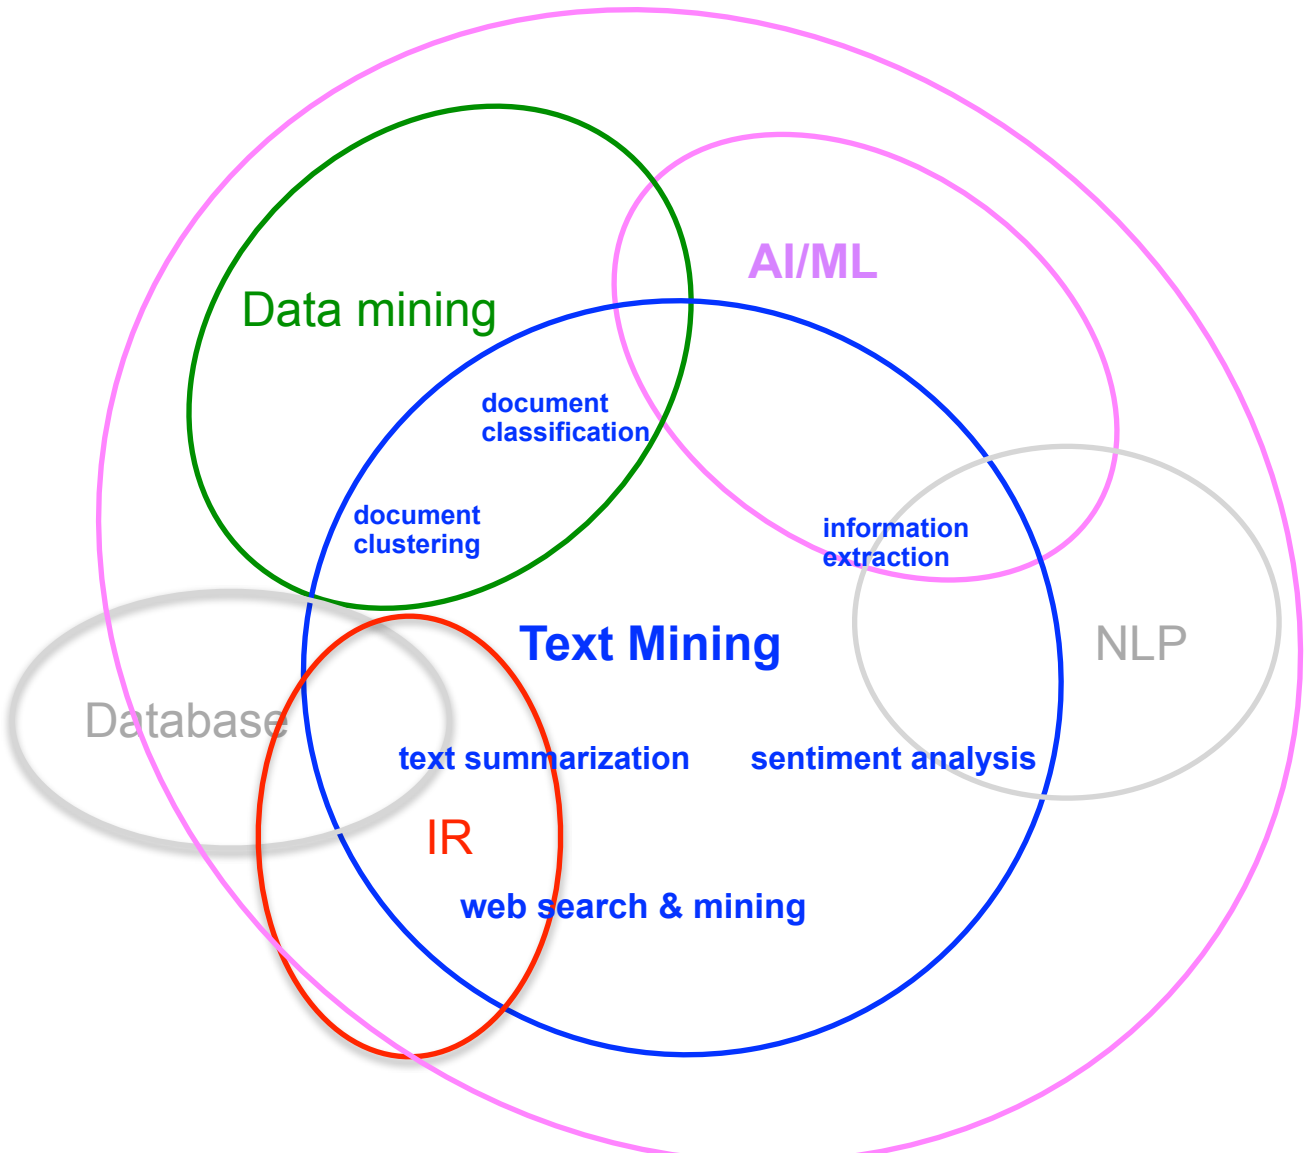 AI/ML
Data mining
document
classification
document
clustering
information
extraction
Text Mining
NLP
Database
text summarization
sentiment analysis
IR
web search & mining